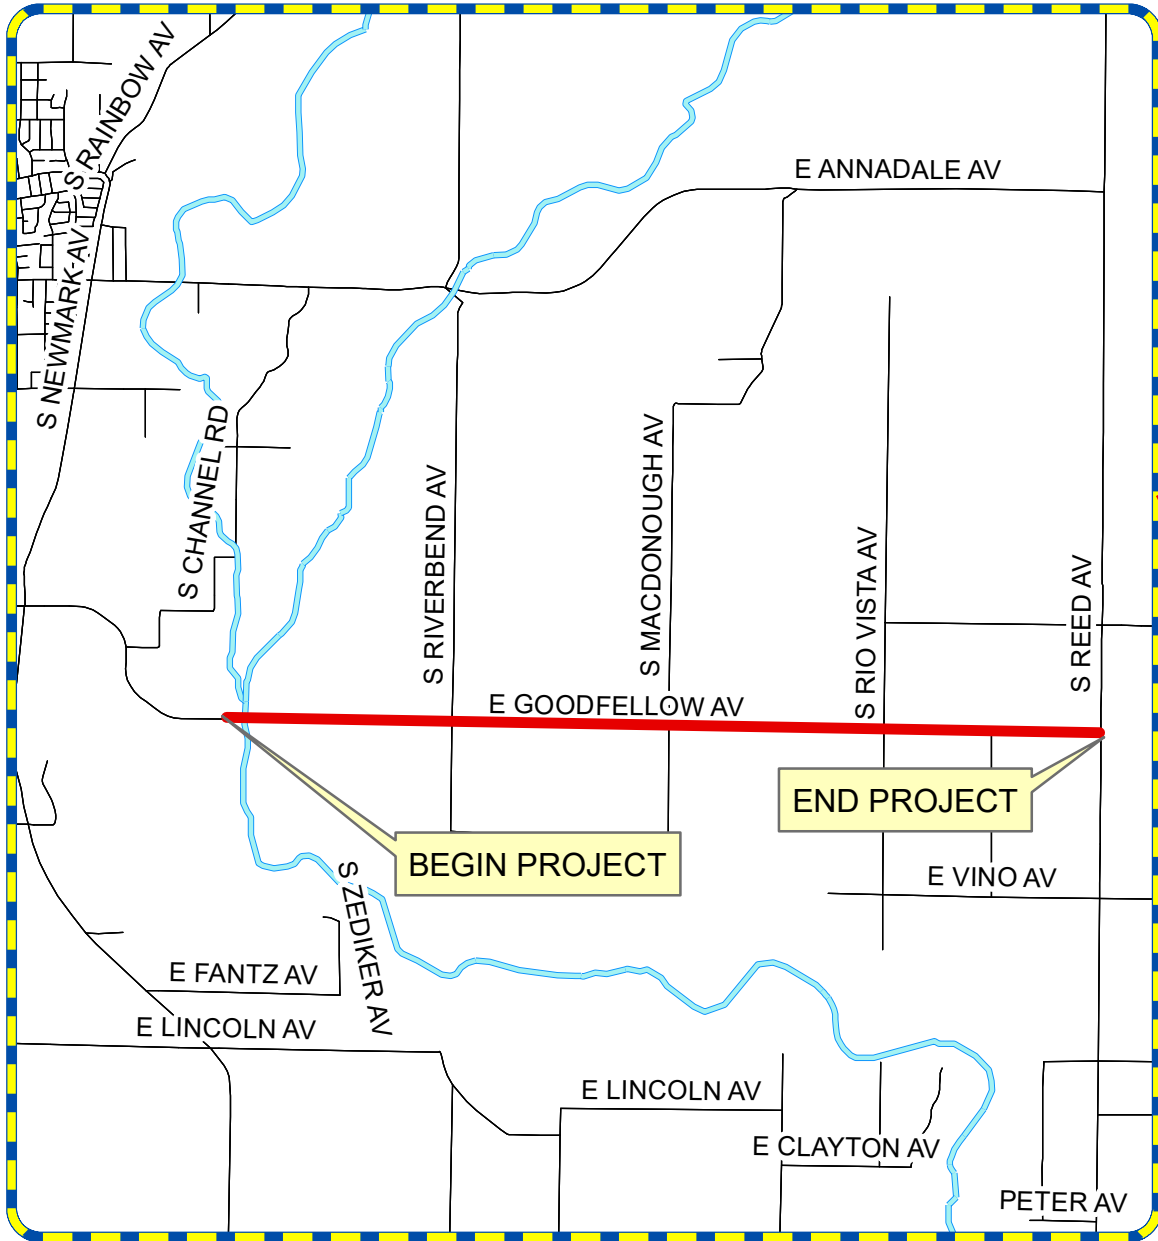 S RAINBOW AV
E ANNADALE AV
S NEWMARK AV
S CHANNEL RD
S RIVERBEND AV
S MACDONOUGH AV
S RIO VISTA AV
S REED AV
E GOODFELLOW AV
END PROJECT
BEGIN PROJECT
E VINO AV
S ZEDIKER AV
E FANTZ AV
E LINCOLN AV
E LINCOLN AV
E CLAYTON AV
PETER AV